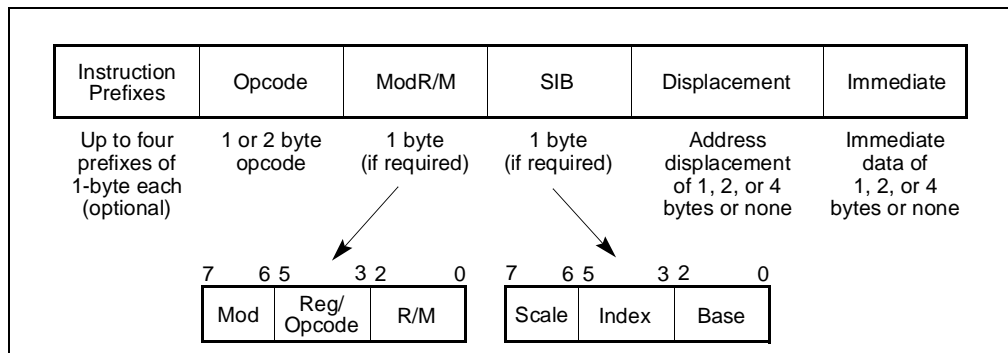 Instruction Prefixes
Opcode
ModR/M
SIB
Displacement
Immediate
Up to four
prefixes of
1-byte each
(optional)
1 or 2 byte
opcode
1 byte
(if required)
1 byte
(if required)
Address
displacement
of 1, 2, or 4
bytes or none
Immediate
data of
1, 2, or 4
bytes or none
7 6 5 3 2 0
Mod
Reg/
Opcode
R/M
7 6 5 3 2 0
Scale
Index
Base